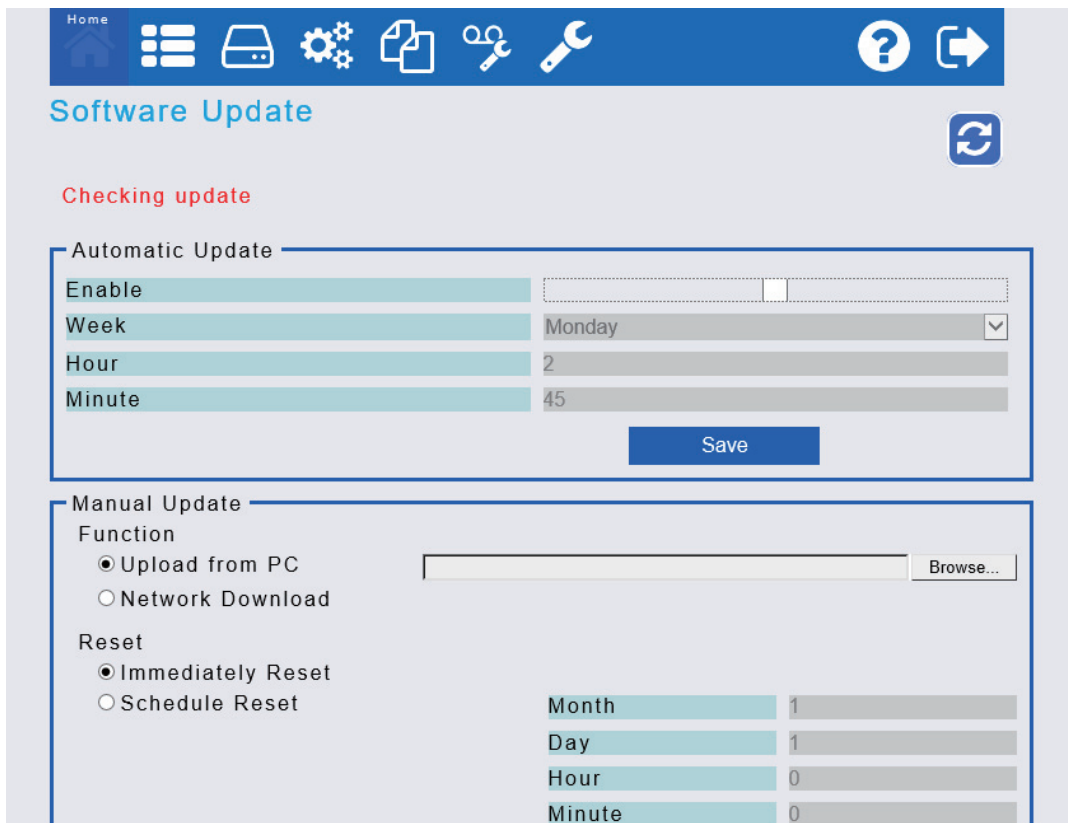 Home
Software Update
Checking update
Automatic Update
Enable
Week Monday
Hour 2
Minute 45
Save
Manual Update
Function
Upload from PC Browse...
Network Download
Reset
Immediately Reset
Schedule Reset
Month 1
Day 1
Hour 0
Minute 0